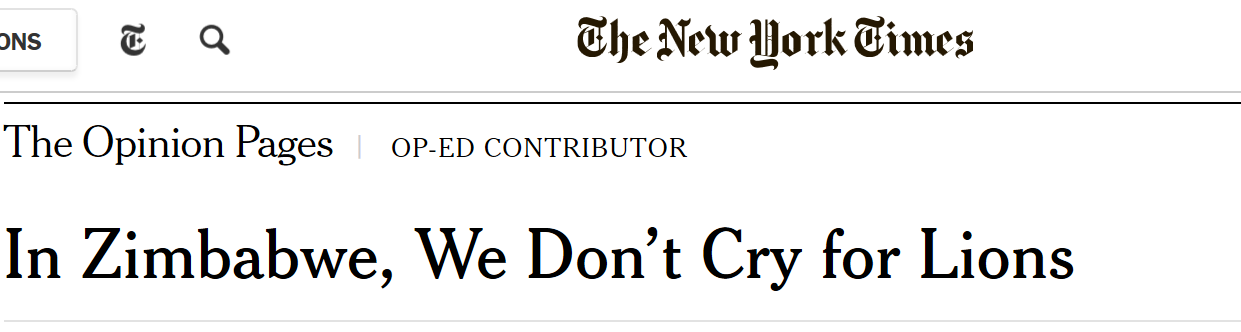 ONS
The New York Times
The Opinion Pages | OP-ED CONTRIBUTOR
In Zimbabwe, We Don’t Cry for Lions